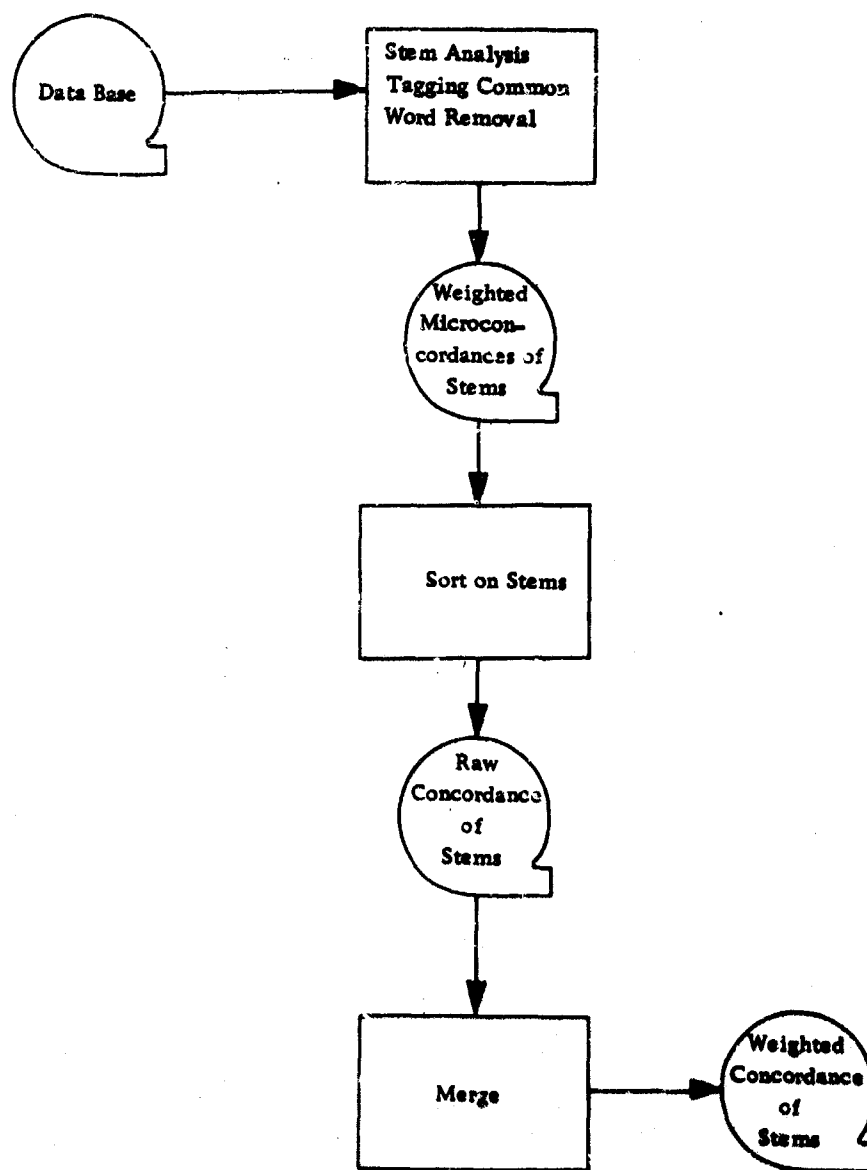 Data Base
Stem Analysis
Tagging Common
Word Removal
Weighted
Microcon-
cordances of
Stems
Sort on Stems
Raw
Concordance
of
Stems
Merge
Weighted
Concordance
of
Stems